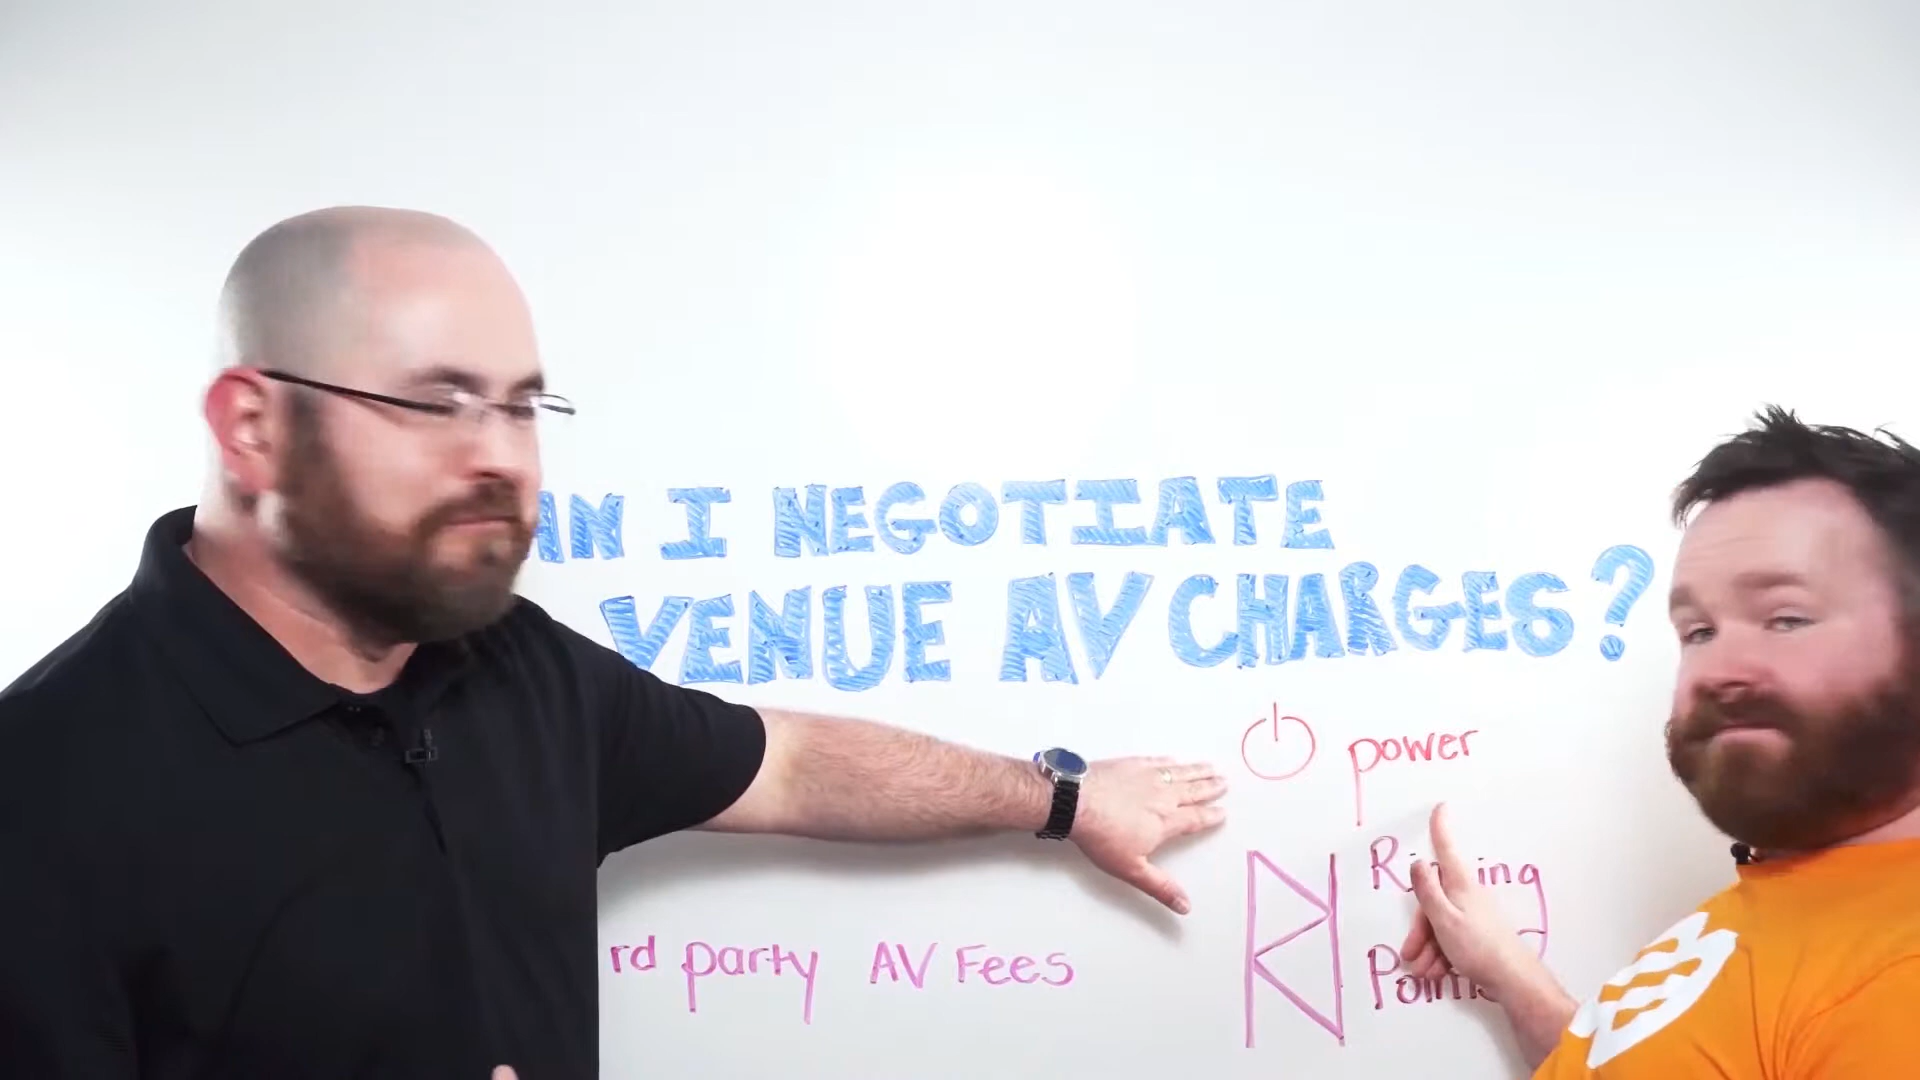 AN I NEGOTIATE
VENUE AV CHARGES?
power
rd party AV Fees